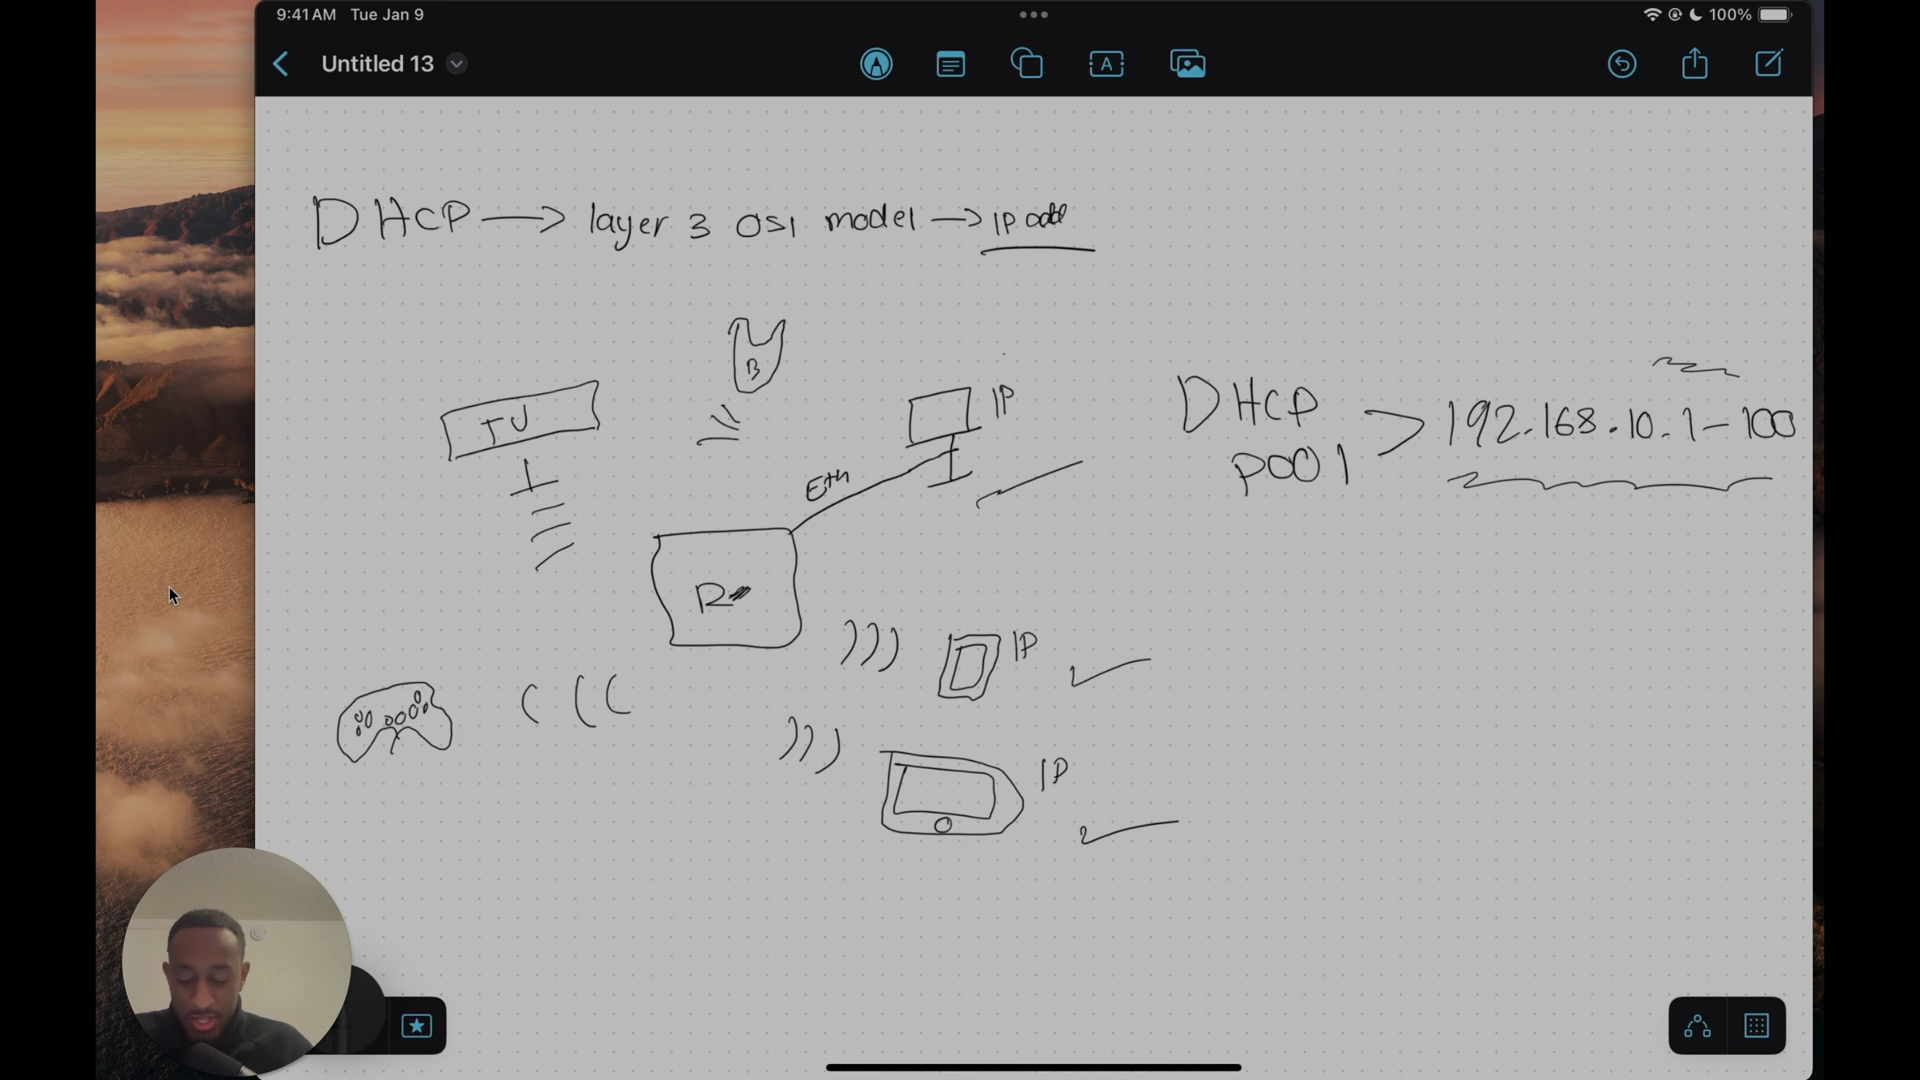 9:41 AM Tue Jan 9
100%
Untitled 13
A
DHCP → layer 3 OSI model → IP add
B
TV
IP
DHCP
Pool > 192.168.10.1-100
Eth
R
IP
IP